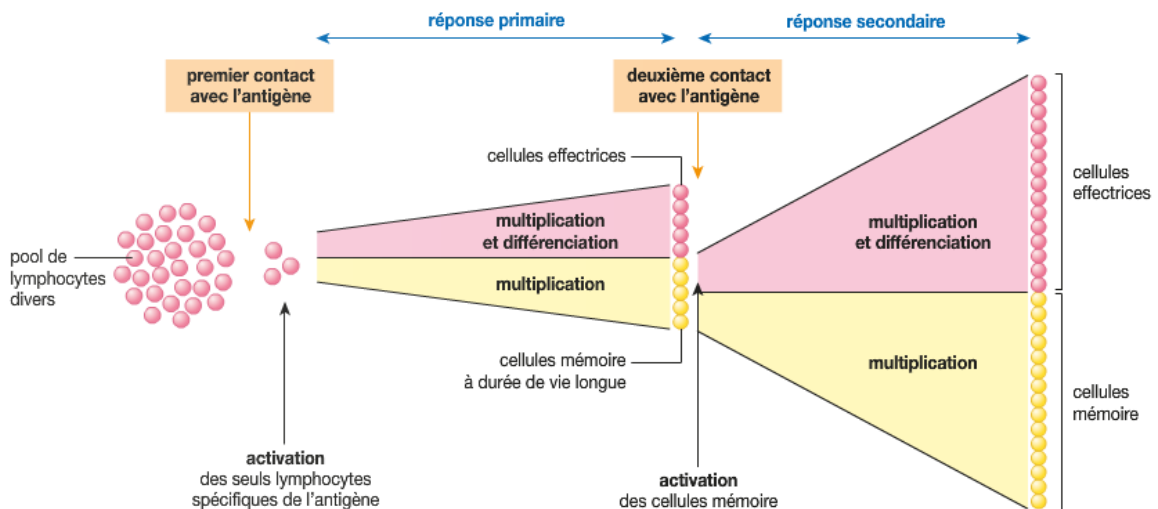 réponse primaire
réponse secondaire
premier contact
avec l'antigène
deuxième contact
avec l'antigène
cellules effectrices
cellules
effectrices
multiplication
et différenciation
multiplication
et différenciation
pool de
lymphocytes
divers
multiplication
multiplication
cellules mémoire
à durée de vie longue
cellules
mémoire
activation
des seuls lymphocytes
spécifiques de l'antigène
activation
des cellules mémoire